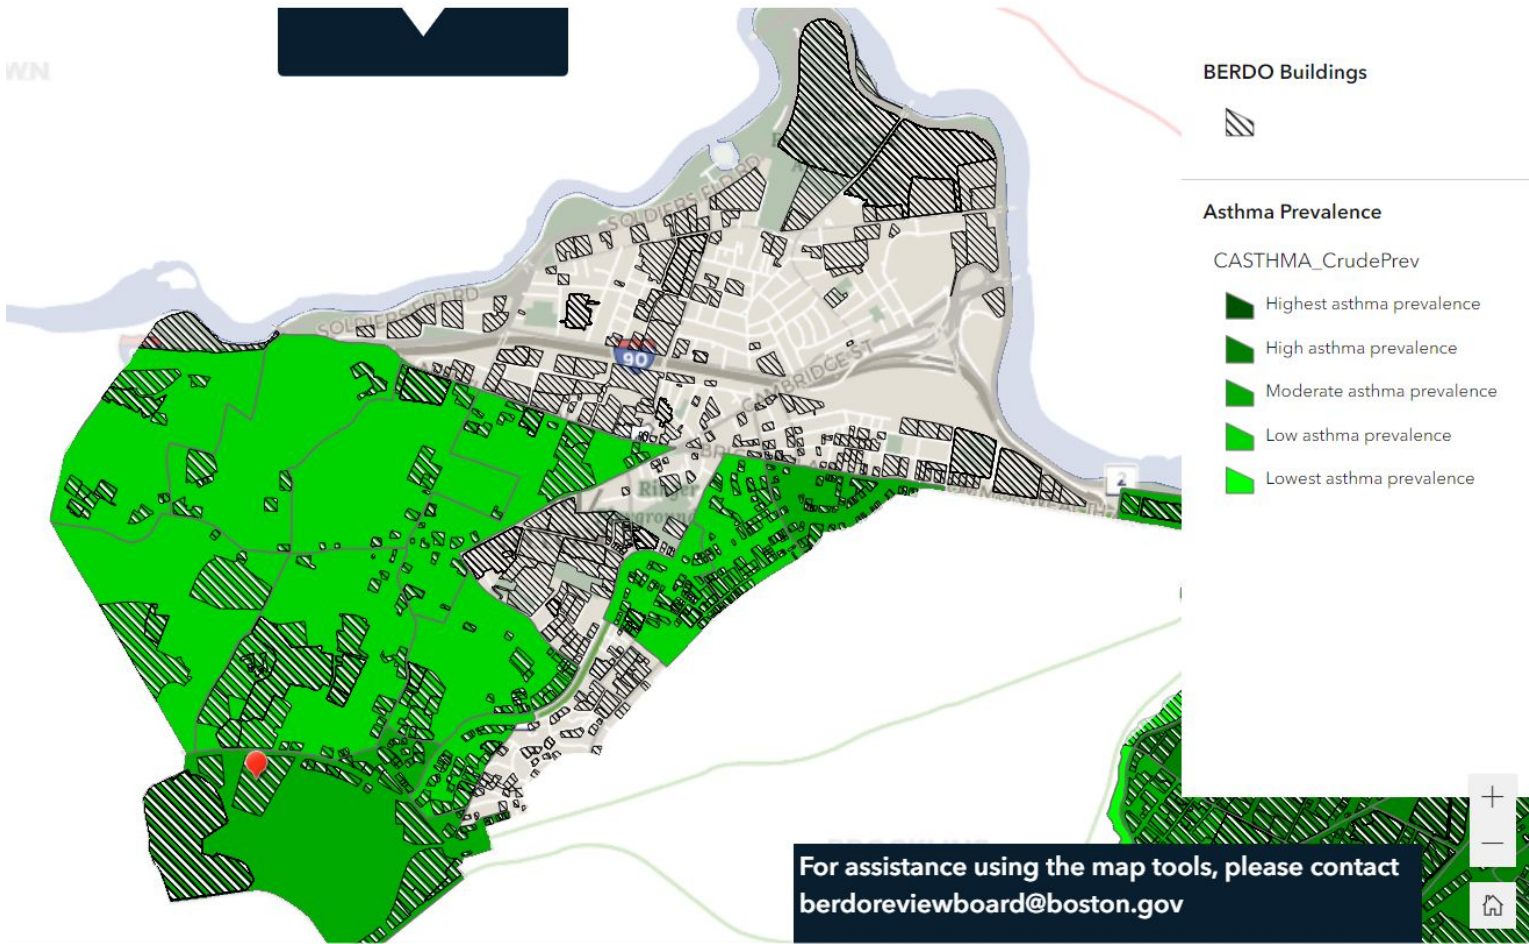 WN
SOLDIERS FIELD RD
SOLDIERS FIELD RD
90
CAMBRIDGE ST
Ringer
2
BERDO Buildings
Asthma Prevalence
CASTHMA_CrudePrev
Highest asthma prevalence
High asthma prevalence
Moderate asthma prevalence
Low asthma prevalence
Lowest asthma prevalence
For assistance using the map tools, please contact
berdoreviewboard@boston.gov